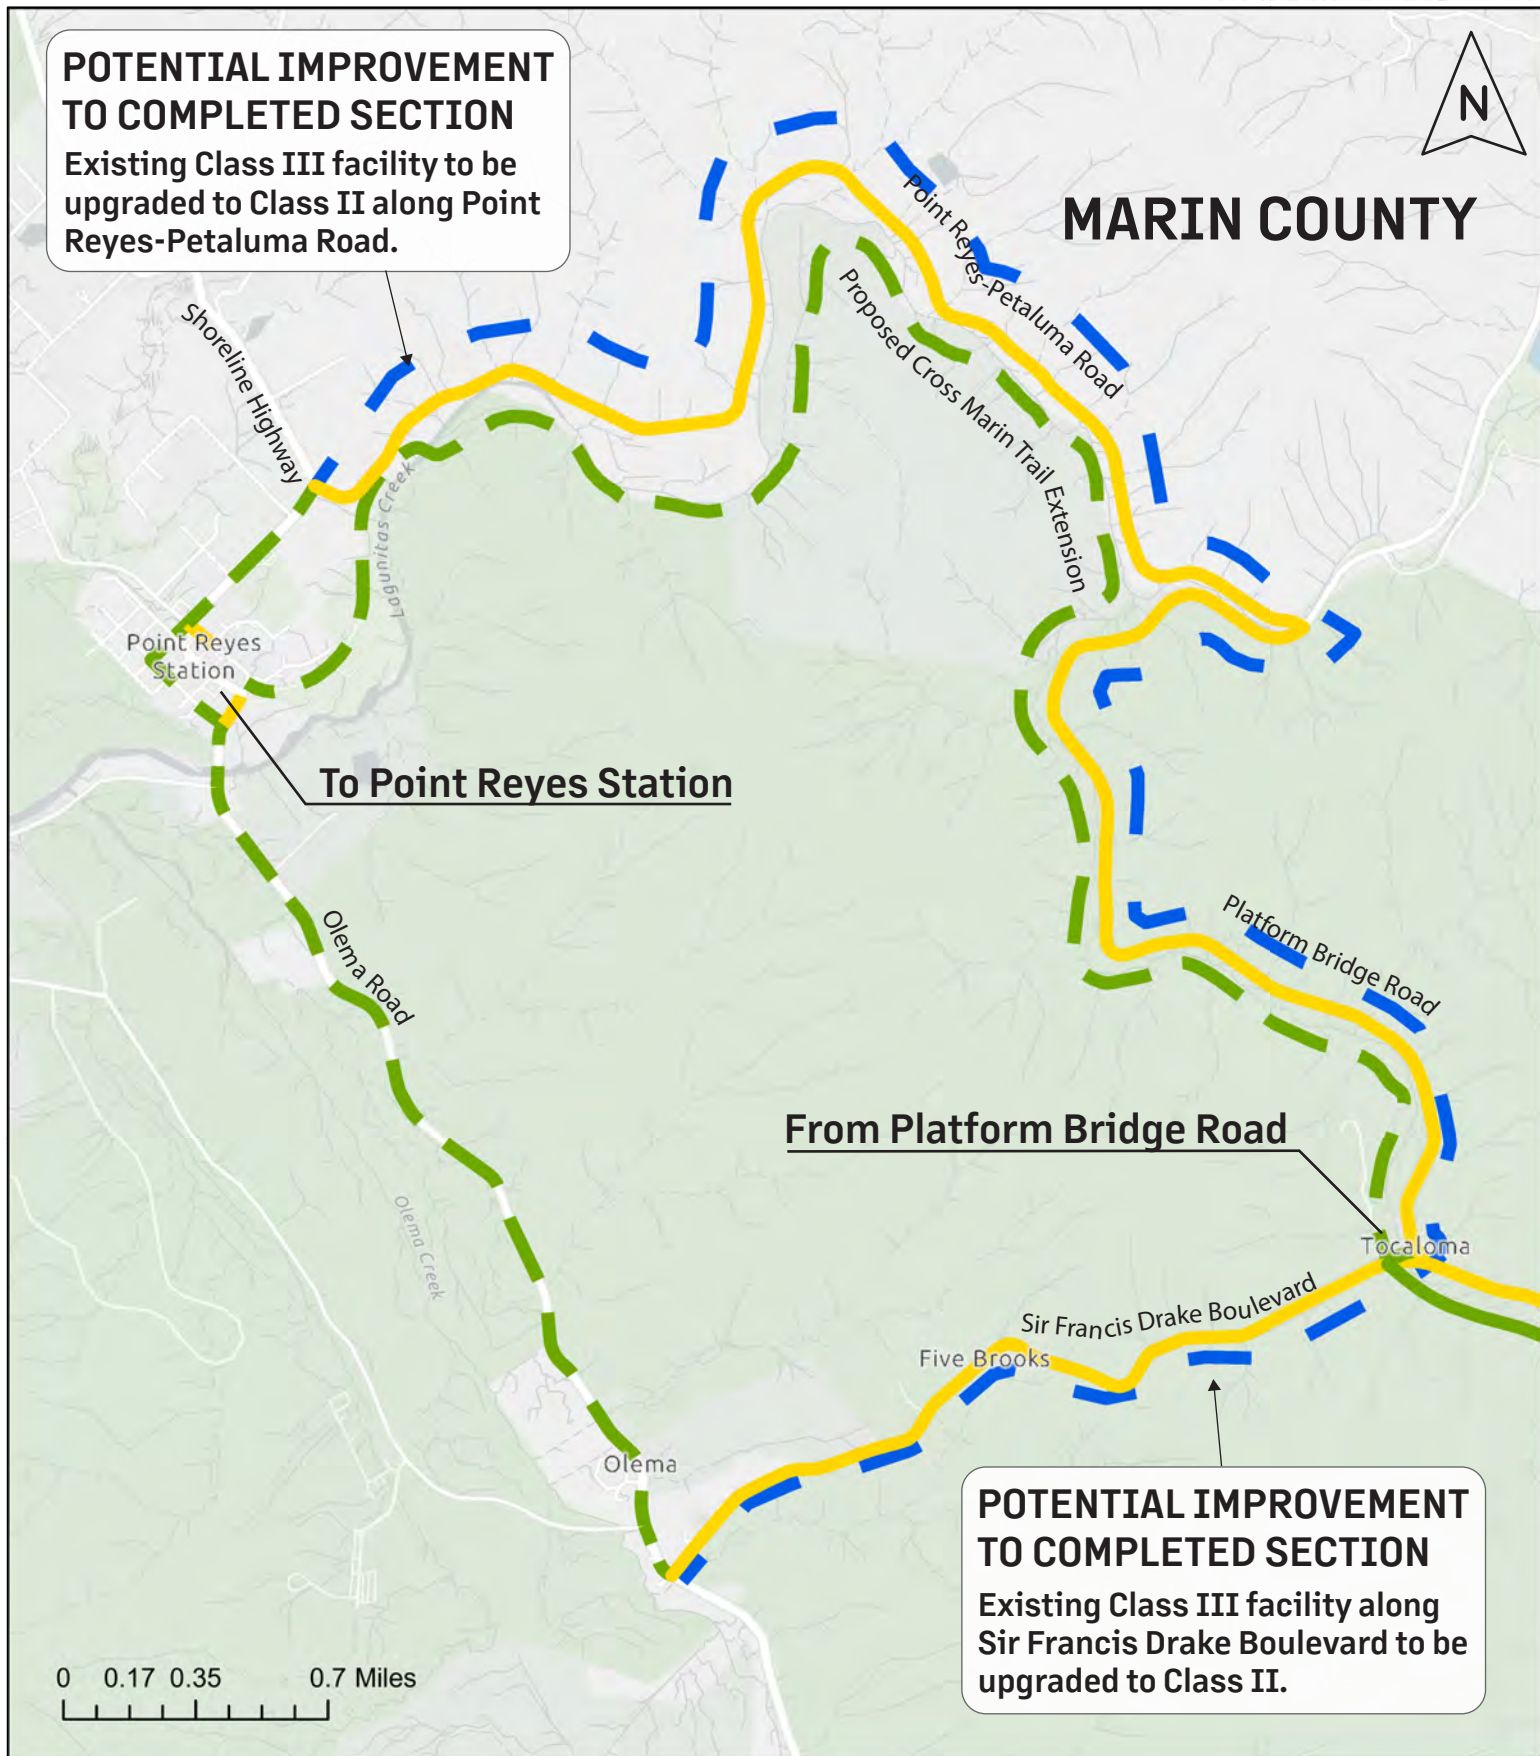 POTENTIAL IMPROVEMENT
TO COMPLETED SECTION
Existing Class III facility to be
upgraded to Class II along Point
Reyes-Petaluma Road.
N
MARIN COUNTY
Point Reyes-Petaluma Road
Proposed Cross Marin Trail Extension
Shoreline Highway
Lagunitas Creek
Point Reyes
Station
To Point Reyes Station
Olema Road
Platform Bridge Road
From Platform Bridge Road
Olema Creek
Tocaloma
Sir Francis Drake Boulevard
Five Brooks
Olema
POTENTIAL IMPROVEMENT
TO COMPLETED SECTION
Existing Class III facility along
Sir Francis Drake Boulevard to be
upgraded to Class II.
0 0.17 0.35 0.7 Miles